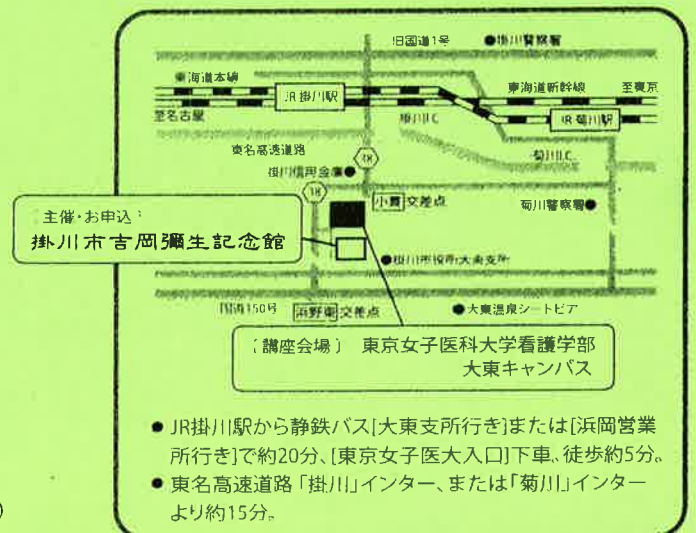 旧国道1号
●掛川警察署
東海道本線
JR掛川駅
東海道新幹線
至東京
至名古屋
掛川I.C.
JR菊川駅
東名高速道路
菊川I.C.
掛川信用金庫●
38
38
小貫 交差点
菊川警察署●
主催・お申込
掛川市吉岡彌生記念館
●掛川市役所大東支所
国道150号
浜野東 交差点
●大東温泉シートピア
〔講座会場〕 東京女子医科大学看護学部
大東キャンパス
● JR掛川駅から静鉄バス[大東支所行き]または[浜岡営業
所行き]で約20分、[東京女子医大入口]下車、徒歩約5分。
● 東名高速道路「掛川」インター、または「菊川」インター
より約15分。
)